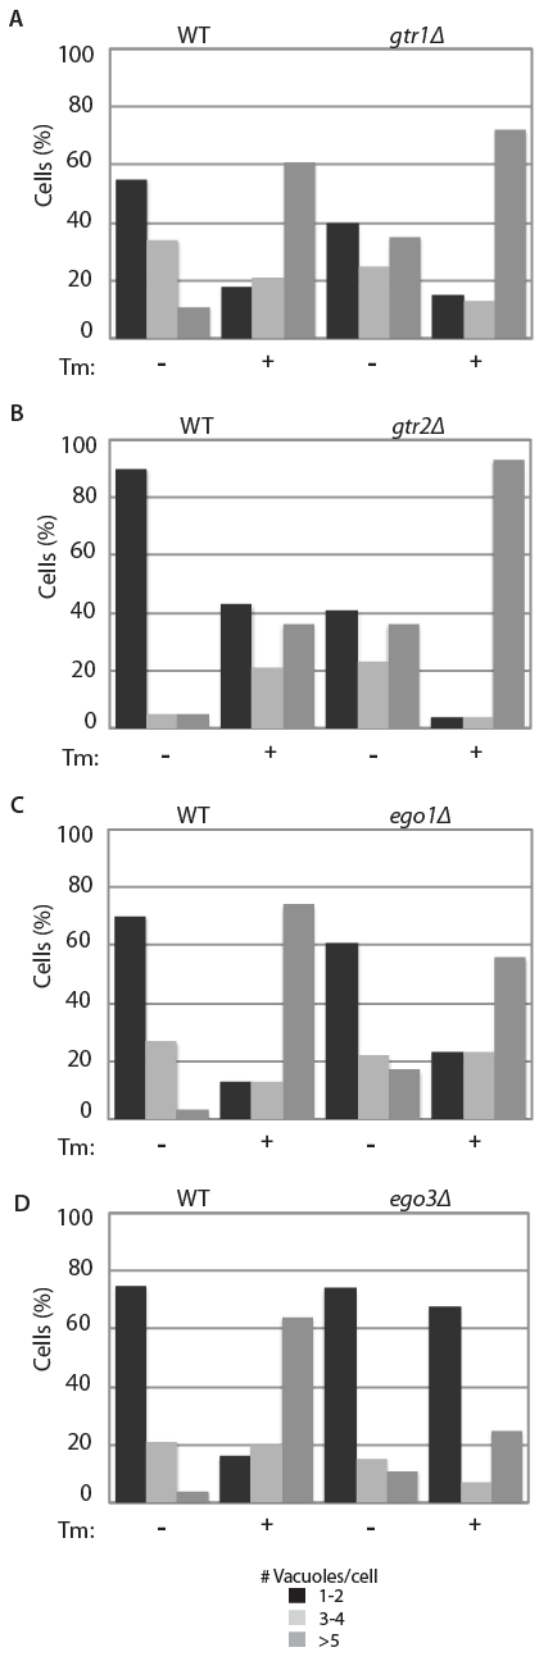 A
WT gtr1Δ
100
80
60
40
20
0
Cells (%)
Tm: - + - +
B
WT gtr2Δ
100
80
60
40
20
0
Cells (%)
Tm: - + - +
C
WT ego1Δ
100
80
60
40
20
0
Cells (%)
Tm: - + - +
D
WT ego3Δ
100
80
60
40
20
0
Cells (%)
Tm: - + - +
# Vacuoles/cell
1-2
3-4
>5